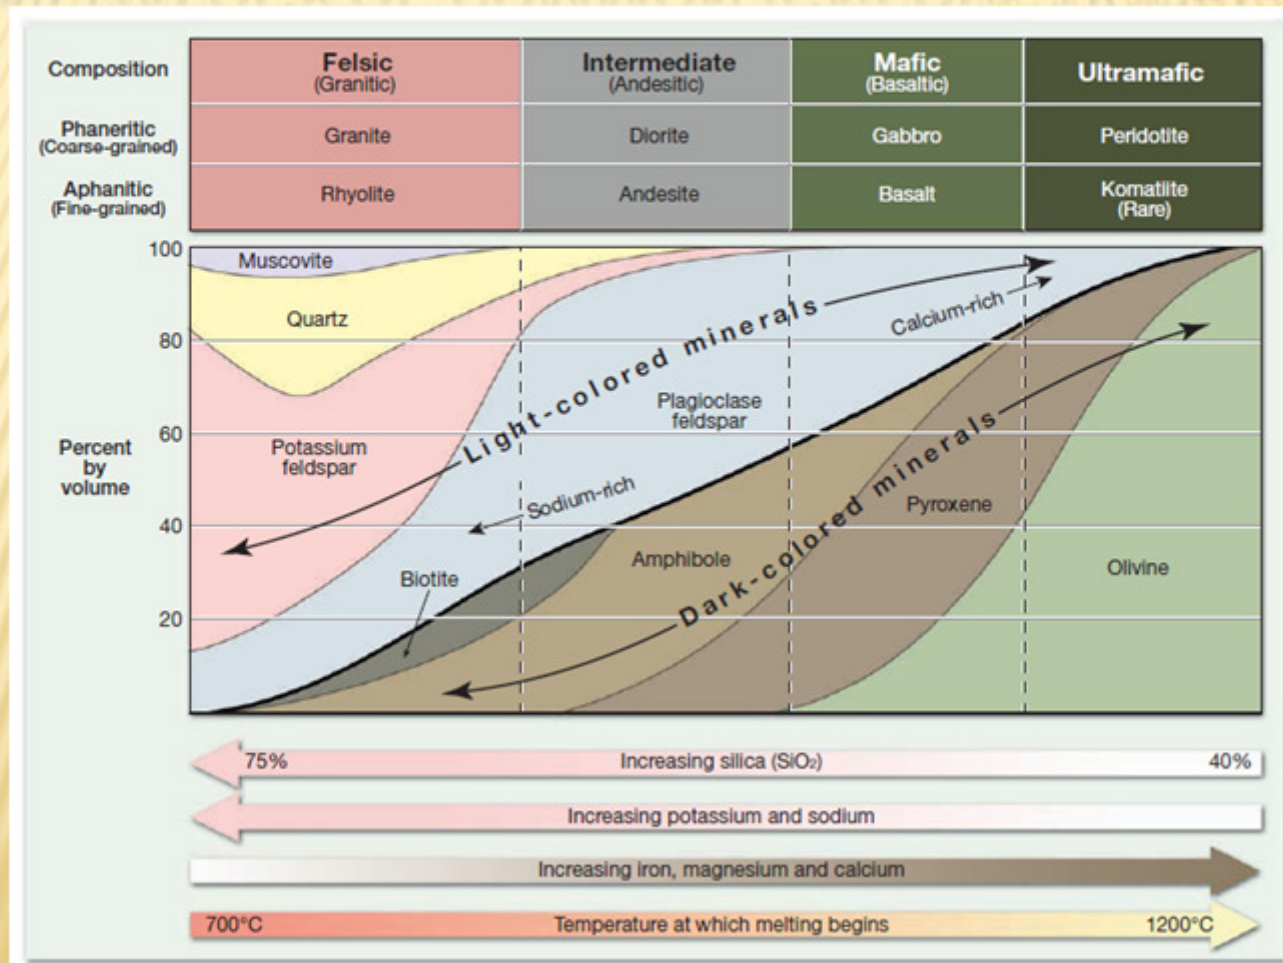 Composition
Felsic
(Granitic)
Intermediate
(Andesitic)
Mafic
(Basaltic)
Ultramafic
Phaneritic
(Coarse-grained)
Granite
Diorite
Gabbro
Peridotite
Aphanitic
(Fine-grained)
Rhyolite
Andesite
Basalt
Komatiite
(Rare)
100
80
60
40
20
Percent
by
volume
Muscovite
Quartz
Potassium
feldspar
Light-colored minerals
Calcium-rich
Plagioclase
feldspar
Sodium-rich
Biotite
Amphibole
Dark-colored minerals
Pyroxene
Olivine
75% Increasing silica (SiO₂) 40%
Increasing potassium and sodium
Increasing iron, magnesium and calcium
700°C Temperature at which melting begins 1200°C